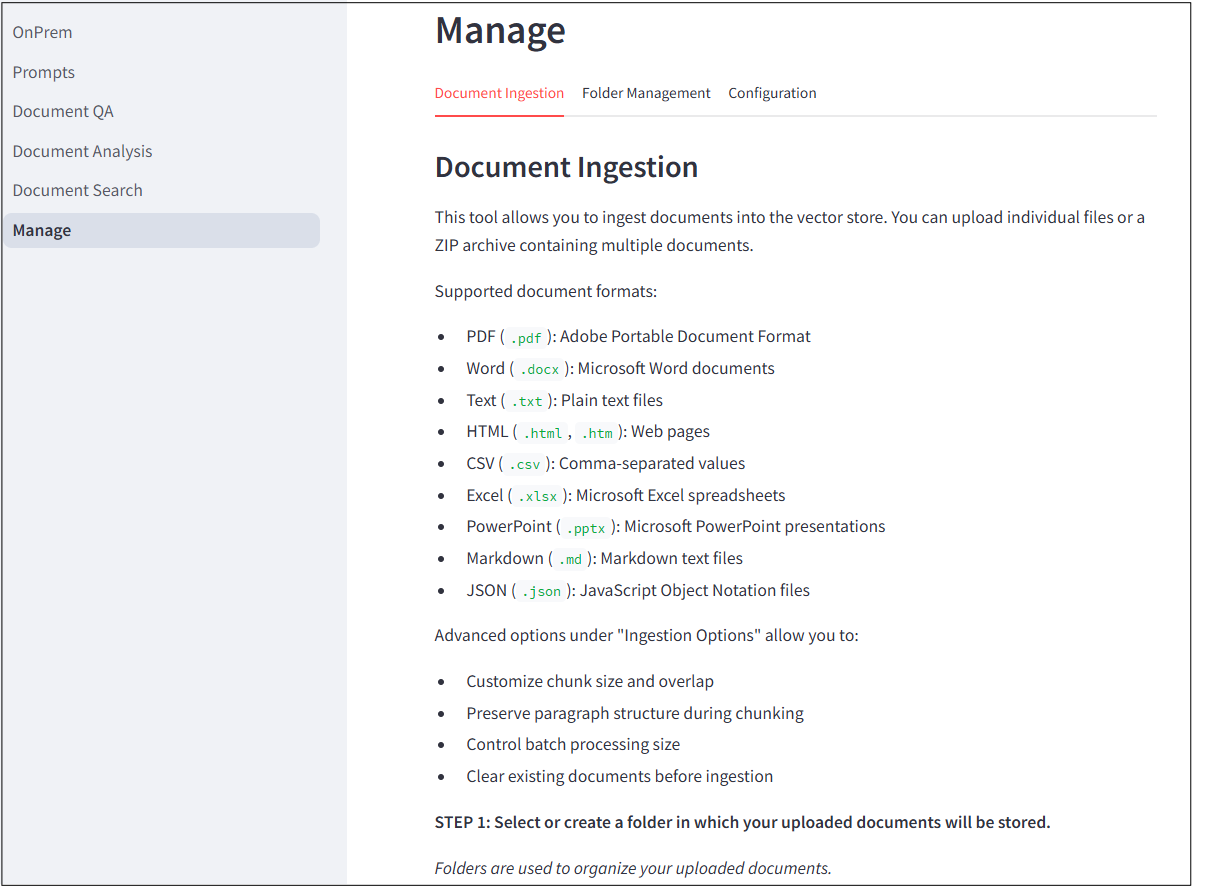 OnPrem
Prompts
Document QA
Document Analysis
Document Search
Manage
Manage
Document Ingestion Folder Management Configuration
Document Ingestion
This tool allows you to ingest documents into the vector store. You can upload individual files or a
ZIP archive containing multiple documents.
Supported document formats:
• PDF ( .pdf ): Adobe Portable Document Format
• Word ( .docx ): Microsoft Word documents
• Text ( .txt ): Plain text files
• HTML ( .html , .htm ): Web pages
• CSV ( .csv ): Comma-separated values
• Excel ( .xlsx ): Microsoft Excel spreadsheets
• PowerPoint ( .pptx ): Microsoft PowerPoint presentations
• Markdown ( .md ): Markdown text files
• JSON ( .json ): JavaScript Object Notation files
Advanced options under "Ingestion Options" allow you to:
• Customize chunk size and overlap
• Preserve paragraph structure during chunking
• Control batch processing size
• Clear existing documents before ingestion
STEP 1: Select or create a folder in which your uploaded documents will be stored.
Folders are used to organize your uploaded documents.